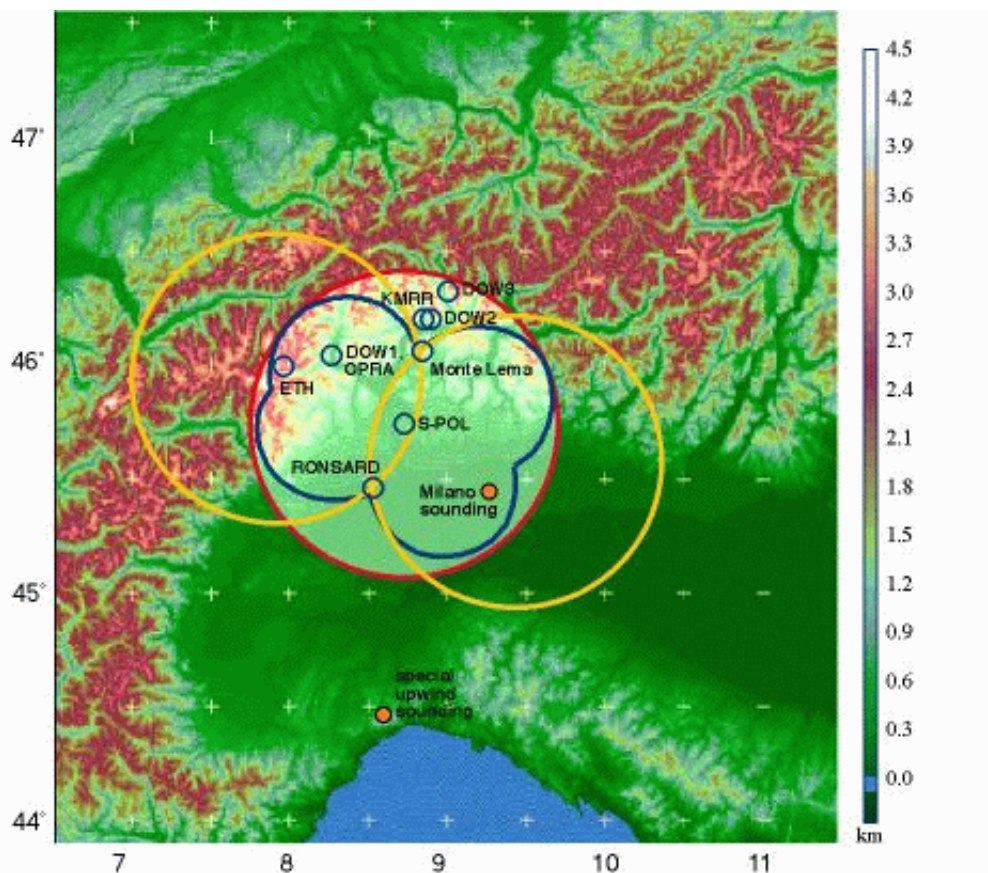 4.5
4.2
47°
3.9
3.6
3.3
DOW3
KMRR
3.0
DOW2
46°
DOW1,
OPRA
Monte Lema
2.7
ETH
2.4
S-POL
2.1
RONSARD
Milano
sounding
1.8
1.5
45°
1.2
0.9
special
upwind
sounding
0.6
0.3
0.0
44°
km
7 8 9 10 11